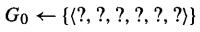 G₀ ← {⟨?, ?, ?, ?, ?, ?⟩}